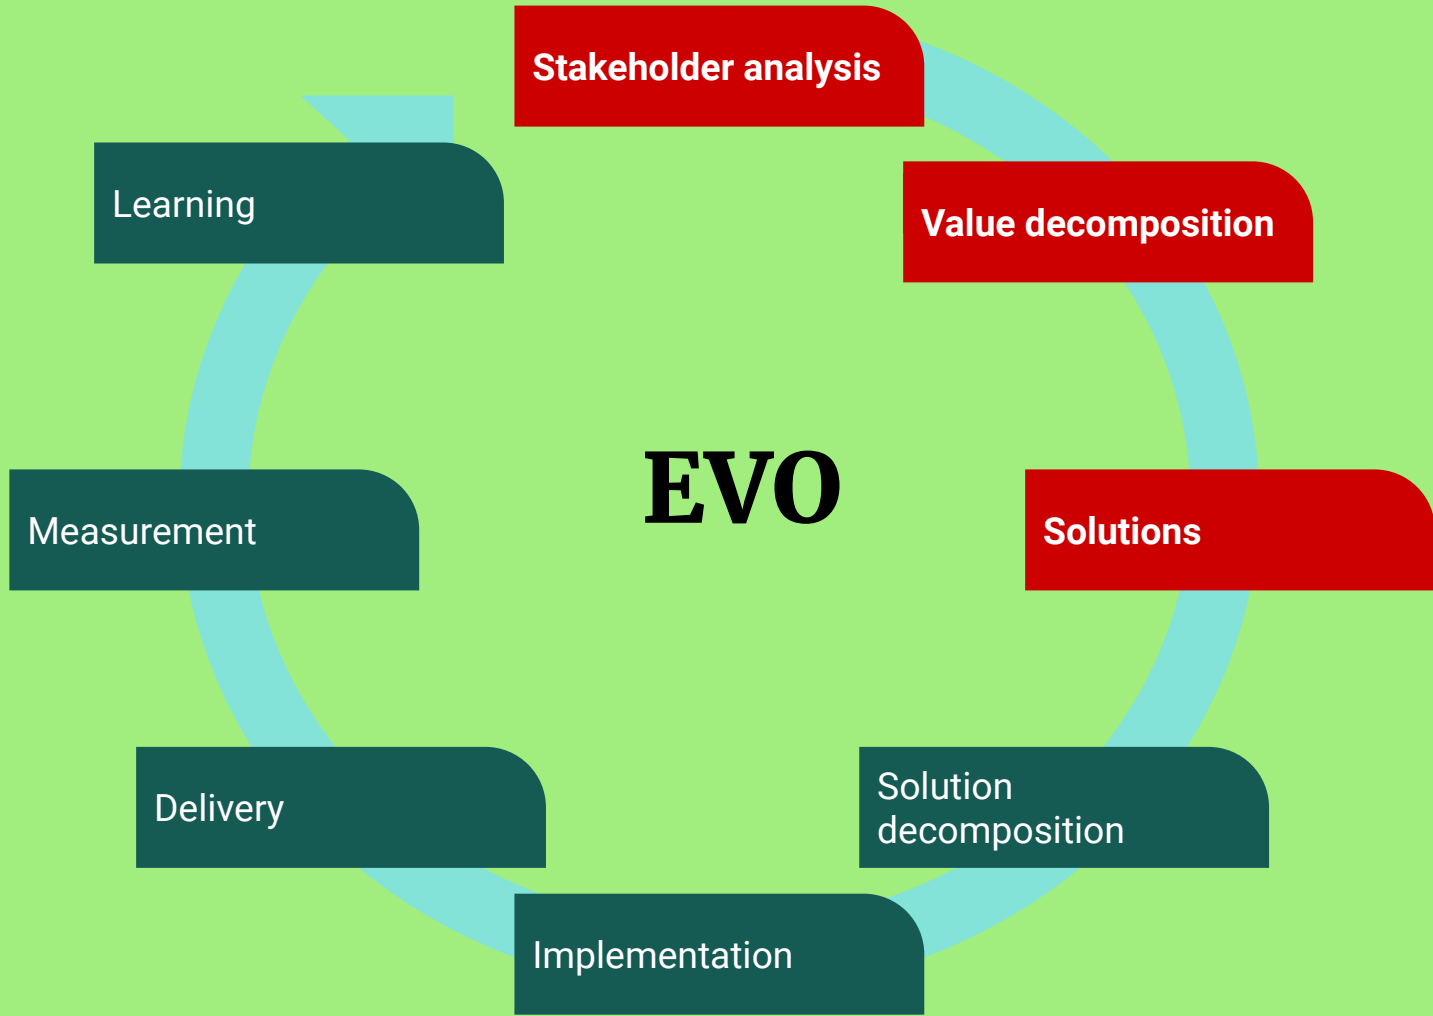 Stakeholder analysis
Value decomposition
Solutions
Solution
decomposition
Implementation
Delivery
Measurement
Learning
EVO